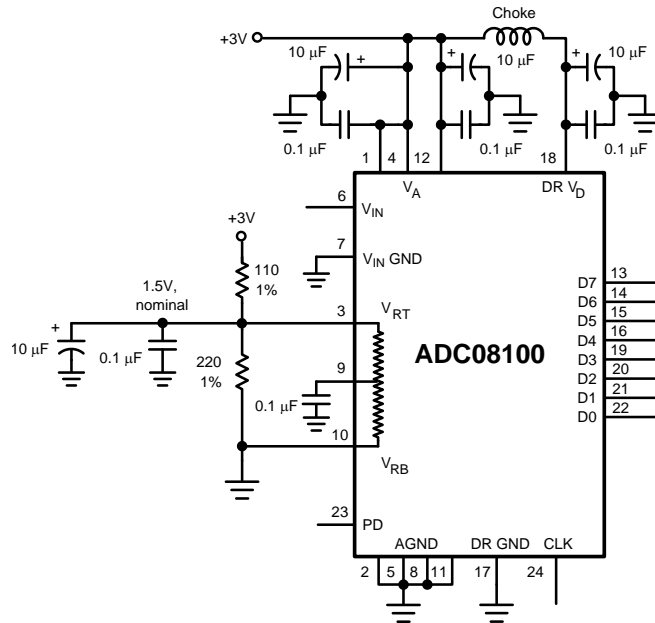 Choke
+3V
10 µF
+
+
10 µF
+
10 µF
0.1 µF
0.1 µF
0.1 µF
1
4
12
18
V_A
DR V_D
6
V_IN
7
V_IN GND
+3V
110
1%
1.5V,
nominal
3
V_RT
+
10 µF
0.1 µF
220
1%
9
0.1 µF
10
V_RB
ADC08100
D7
13
D6
14
D5
15
D4
16
D3
19
D2
20
D1
21
D0
22
23
PD
AGND
DR GND
CLK
2
5
8
11
17
24